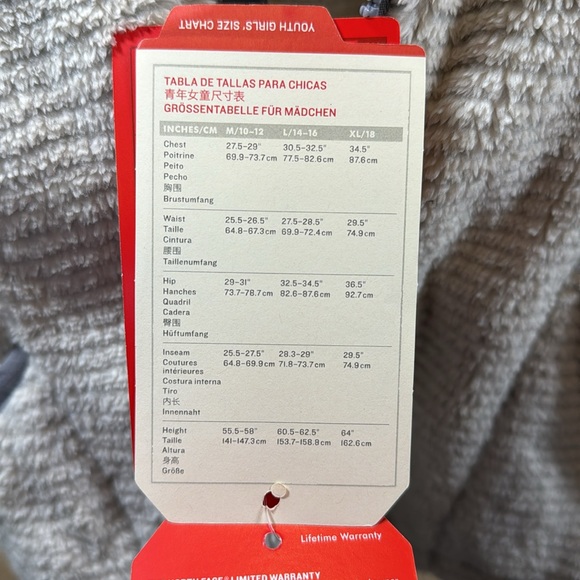 YOUTH GIRLS' SIZE CHART
TABLA DE TALLAS PARA CHICAS
青年女童尺寸表
GRÖSSENTABELLE FÜR MÄDCHEN
INCHES/CM M/10–12 L/14–16 XL/18
Chest 27.5–29" 30.5–32.5" 34.5"
Poitrine 69.9–73.7cm 77.5–82.6cm 87.6cm
Peito
Pecho
胸围
Brustumfang
Waist 25.5–26.5" 27.5–28.5" 29.5"
Taille 64.8–67.3cm 69.9–72.4cm 74.9cm
Cintura
腰围
Taillenumfang
Hip 29–31" 32.5–34.5" 36.5"
Hanches 73.7–78.7cm 82.6–87.6cm 92.7cm
Quadril
Cadera
臀围
Hüftumfang
Inseam 25.5–27.5" 28.3–29" 29.5"
Coutures 64.8–69.9cm 71.8–73.7cm 74.9cm
intérieures
Costura interna
Tiro
内长
Innennaht
Height 55.5–58" 60.5–62.5" 64"
Taille 141–147.3cm 153.7–158.8cm 162.6cm
Altura
身高
Größe
Lifetime Warranty
FACE® LIMITED WARRANTY